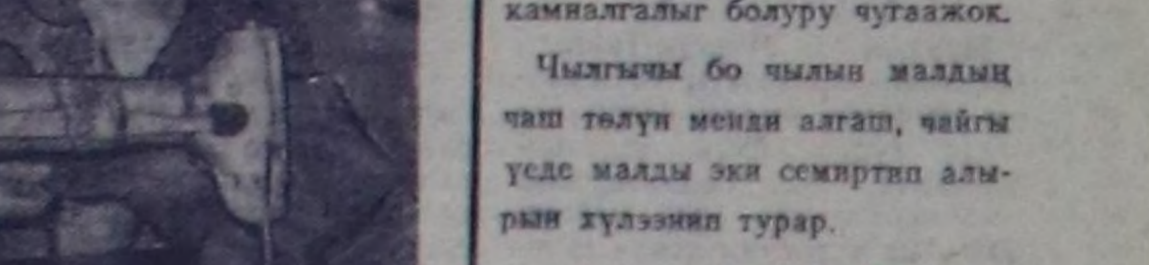 камналгалыг болуру чугаажок.
Чылгычы бо чылын малдың
чаш төлүн менди алгаш, чайгы
үеде малды эки семиртип алы-
рын хүлээнип турар.